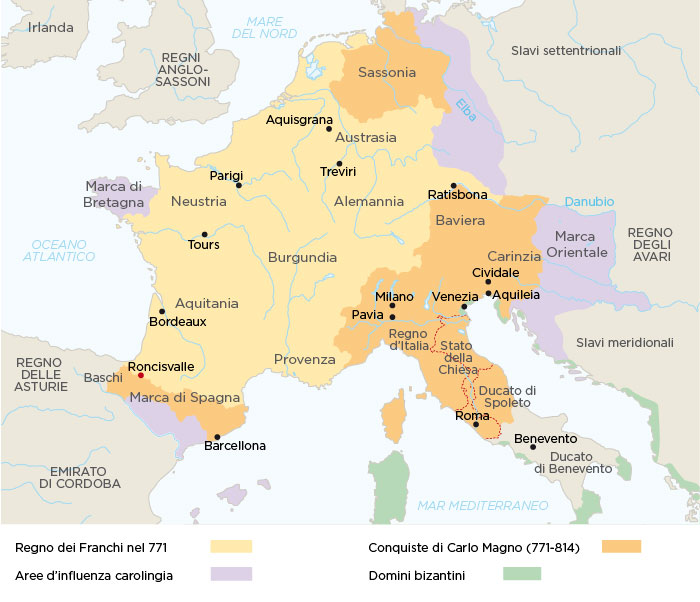 Irlanda
MARE
DEL NORD
REGNI
ANGLO-
SASSONI
Slavi settentrionali
Sassonia
Elba
Aquisgrana
Austrasia
Treviri
Parigi
Marca di
Bretagna
Neustria
Alemannia
Ratisbona
Danubio
Baviera
Marca
Orientale
REGNO
DEGLI
AVARI
OCEANO
ATLANTICO
Tours
Burgundia
Carinzia
Cividale
Aquileia
Milano
Venezia
Pavia
Aquitania
Bordeaux
Regno
d'Italia
Stato
della
Chiesa
Slavi meridionali
Provenza
REGNO
DELLE
ASTURIE
Roncisvalle
Baschi
Marca di Spagna
Ducato di
Spoleto
Roma
Barcellona
Benevento
Ducato
di Benevento
EMIRATO
DI CORDOBA
MAR MEDITERRANEO
Regno dei Franchi nel 771
Conquiste di Carlo Magno (771-814)
Aree d'influenza carolingia
Domini bizantini